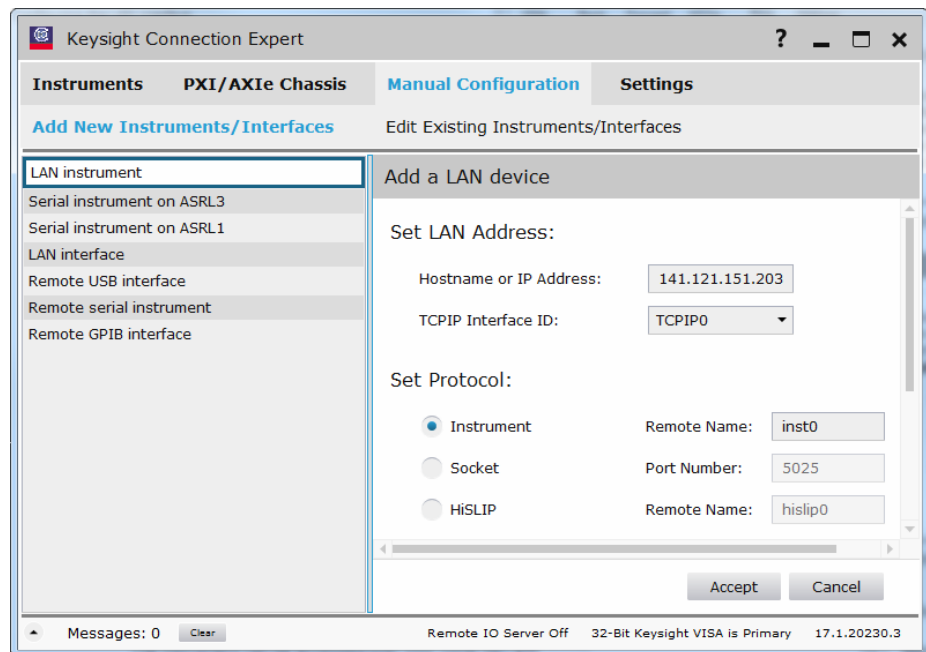 Keysight Connection Expert
Instruments PXI/AXIe Chassis Manual Configuration Settings
Add New Instruments/Interfaces Edit Existing Instruments/Interfaces
LAN instrument
Serial instrument on ASRL3
Serial instrument on ASRL1
LAN interface
Remote USB interface
Remote serial instrument
Remote GPIB interface
Add a LAN device
Set LAN Address:
Hostname or IP Address: 141.121.151.203
TCPIP Interface ID: TCPIP0
Set Protocol:
Instrument Remote Name: inst0
Socket Port Number: 5025
HiSLIP Remote Name: hislip0
Accept Cancel
Messages: 0 Clear Remote IO Server Off 32-Bit Keysight VISA is Primary 17.1.20230.3